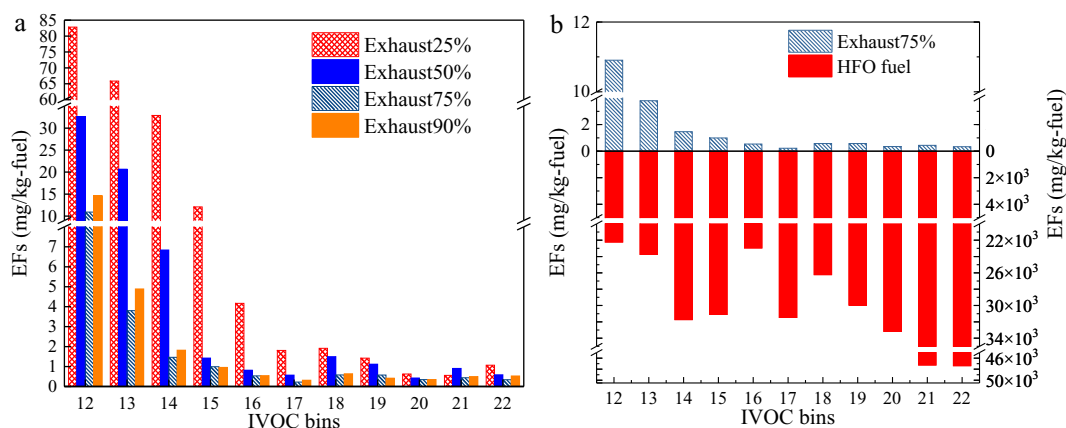 a
85
80
75
70
65
60
30
25
20
15
10
7
6
5
4
3
2
1
0
EFs (mg/kg-fuel)
Exhaust25%
Exhaust50%
Exhaust75%
Exhaust90%
12 13 14 15 16 17 18 19 20 21 22
IVOC bins
b
12
10
2
0
EFs (mg/kg-fuel)
Exhaust75%
HFO fuel
0
2×10³
4×10³
22×10³
26×10³
30×10³
34×10³
46×10³
50×10³
EFs (mg/kg-fuel)
12 13 14 15 16 17 18 19 20 21 22
IVOC bins